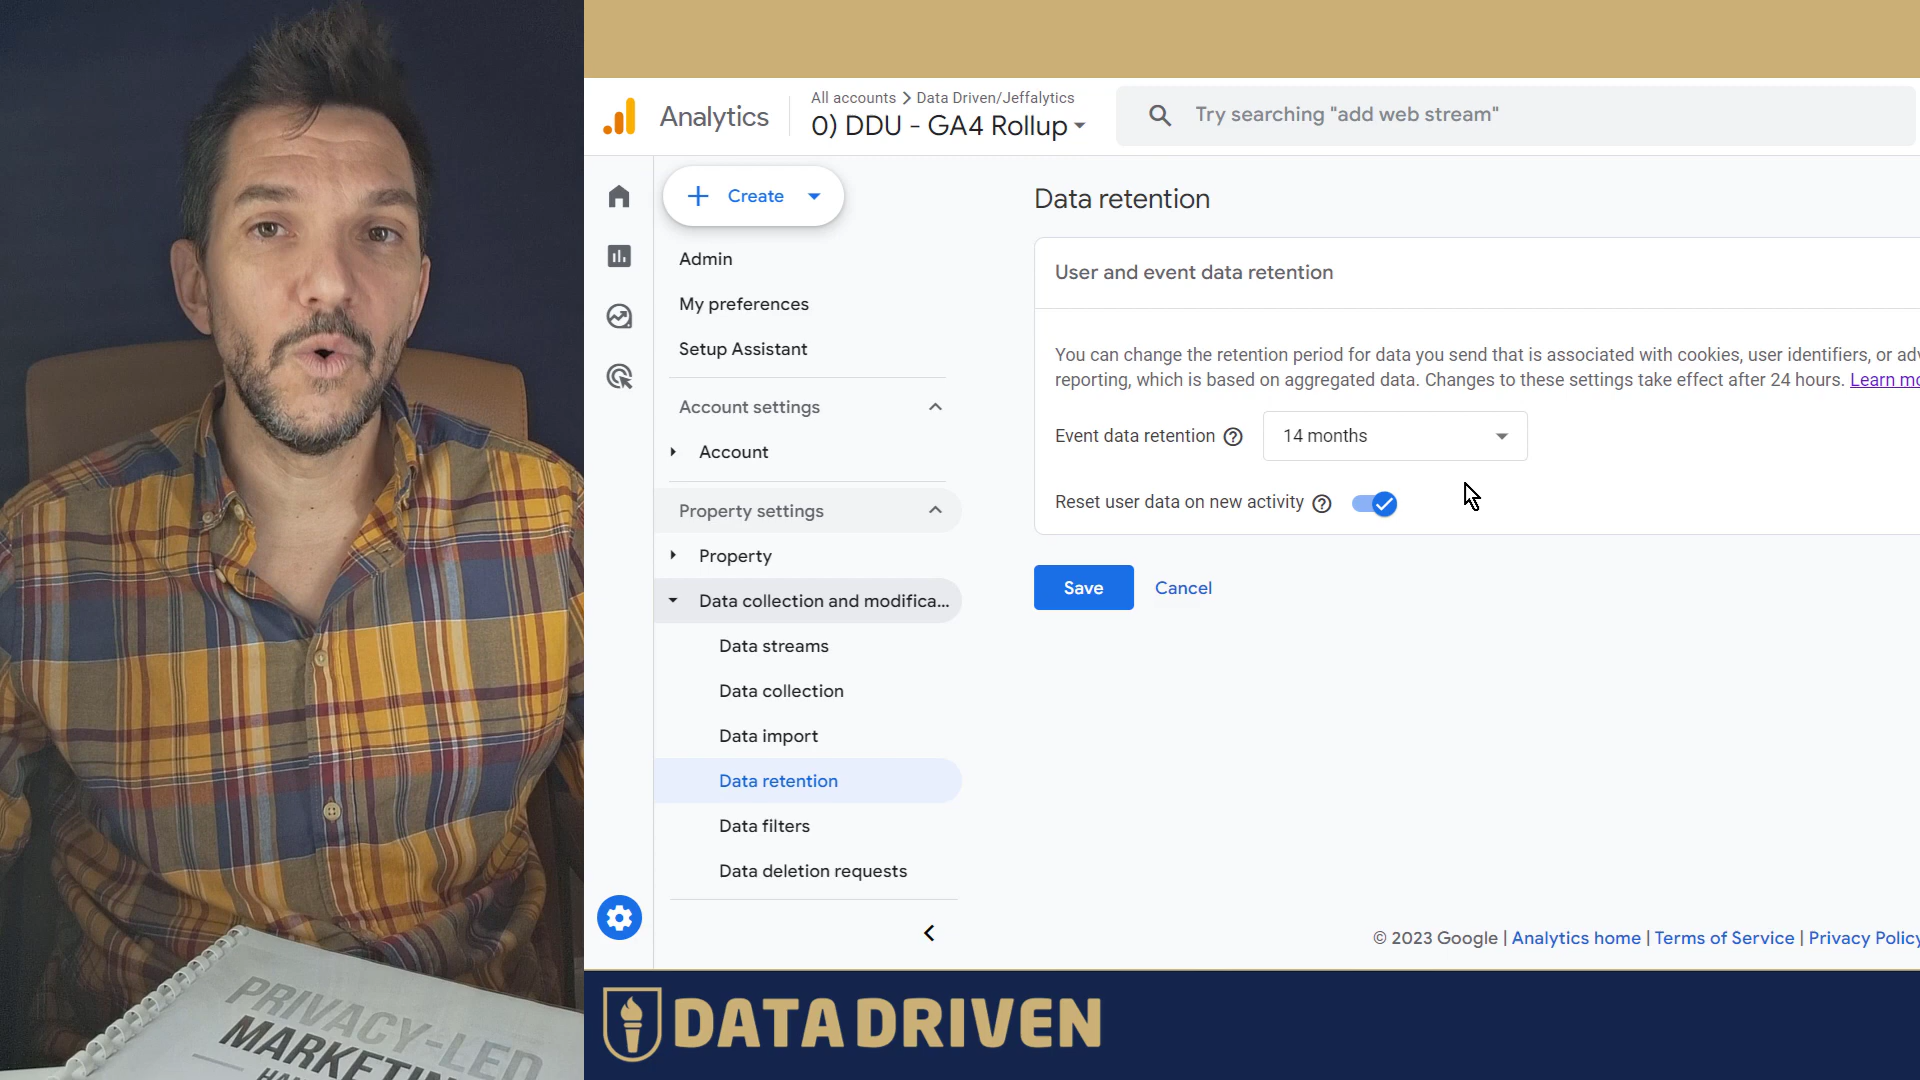 Analytics
All accounts > Data Driven/Jeffalytics
0) DDU - GA4 Rollup
Try searching "add web stream"
Create
Admin
My preferences
Setup Assistant
Account settings
Account
Property settings
Property
Data collection and modifica...
Data streams
Data collection
Data import
Data retention
Data filters
Data deletion requests
Data retention
User and event data retention
You can change the retention period for data you send that is associated with cookies, user identifiers, or
reporting, which is based on aggregated data. Changes to these settings take effect after 24 hours. Learn
Event data retention
14 months
Reset user data on new activity
Save
Cancel
© 2023 Google | Analytics home | Terms of Service | Privacy Policy
PRIVACY-LED
MARKETIN
DATA DRIVEN